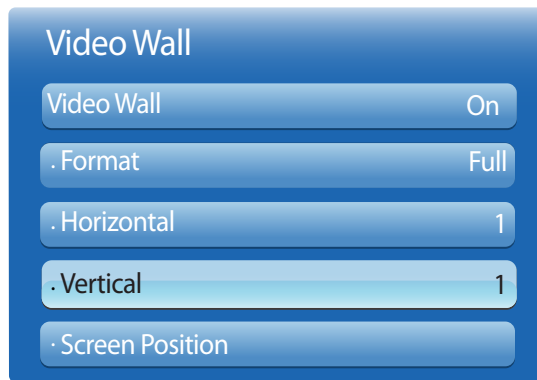 Video Wall
Video Wall On
· Format Full
· Horizontal 1
· Vertical 1
· Screen Position